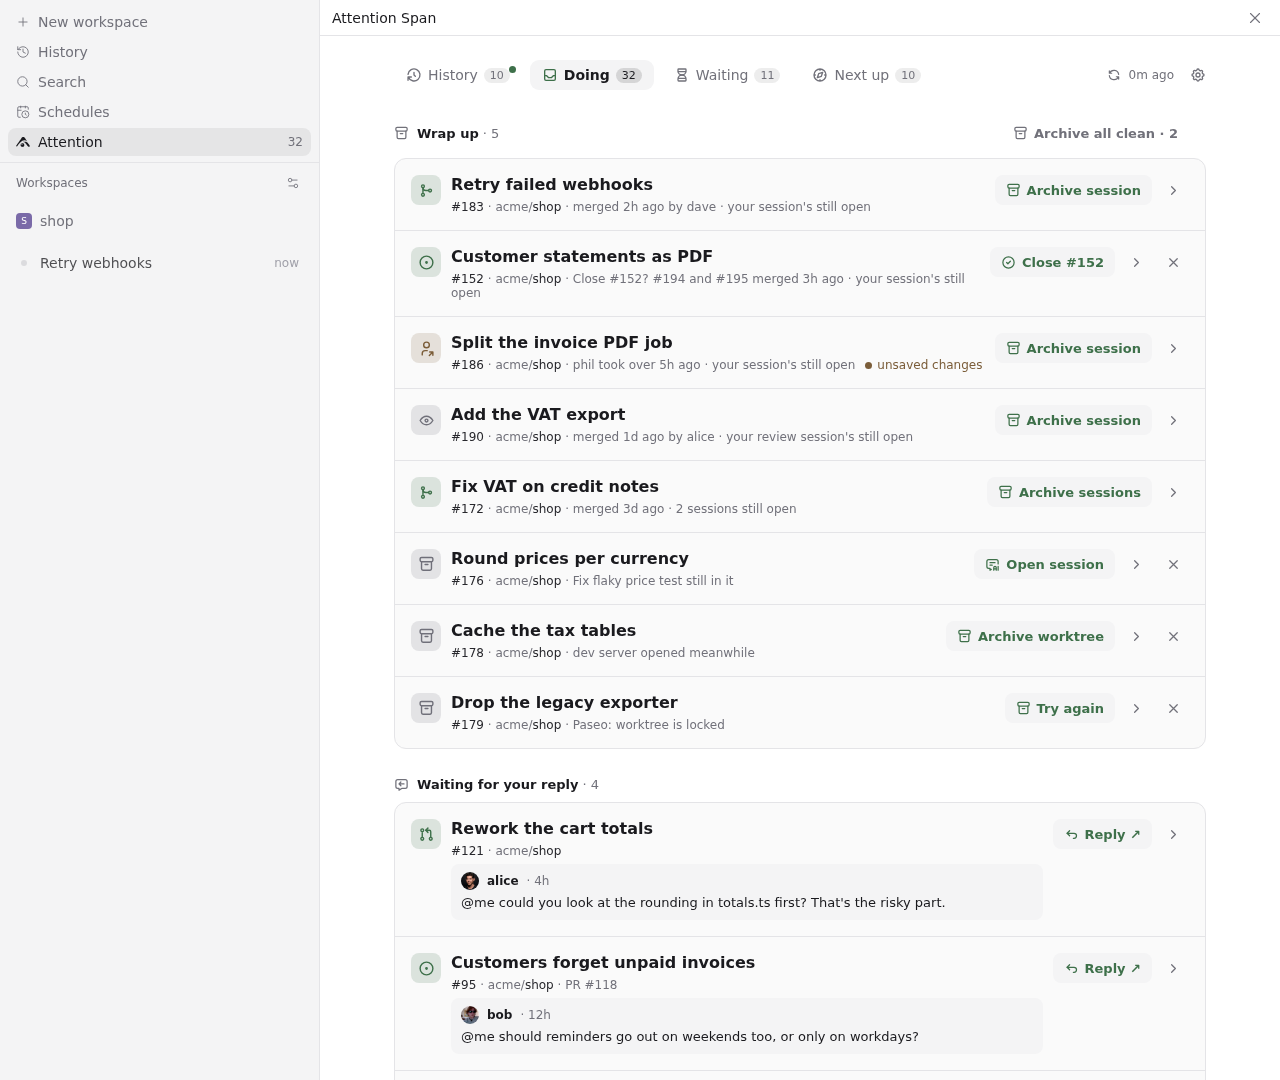 New workspace
History
Search
Schedules
Attention 32
Workspaces
S shop
Retry webhooks now
Attention Span
History 10 Doing 32 Waiting 11 Next up 10 0m ago
Wrap up · 5 Archive all clean · 2
Retry failed webhooks
#183 · acme/shop · merged 2h ago by dave · your session's still open
Archive session
Customer statements as PDF
#152 · acme/shop · Close #152? #194 and #195 merged 3h ago · your session's still
open
Close #152
Split the invoice PDF job
#186 · acme/shop · phil took over 5h ago · your session's still open unsaved changes
Archive session
Add the VAT export
#190 · acme/shop · merged 1d ago by alice · your review session's still open
Archive session
Fix VAT on credit notes
#172 · acme/shop · merged 3d ago · 2 sessions still open
Archive sessions
Round prices per currency
#176 · acme/shop · Fix flaky price test still in it
Open session
Cache the tax tables
#178 · acme/shop · dev server opened meanwhile
Archive worktree
Drop the legacy exporter
#179 · acme/shop · Paseo: worktree is locked
Try again
Waiting for your reply · 4
Rework the cart totals
#121 · acme/shop
Reply ↗
alice · 4h
@me could you look at the rounding in totals.ts first? That's the risky part.
Customers forget unpaid invoices
#95 · acme/shop · PR #118
Reply ↗
bob · 12h
@me should reminders go out on weekends too, or only on workdays?